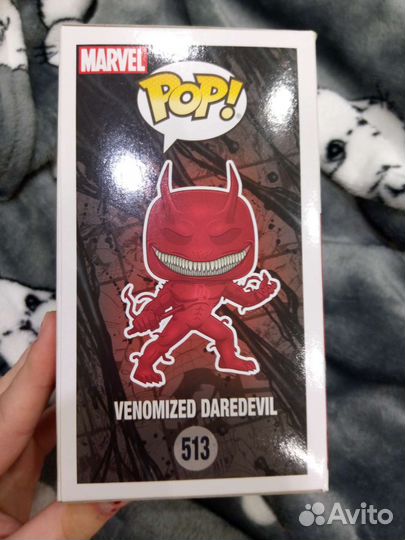 MARVEL
POP!
VENOMIZED DAREDEVIL
513
Avito